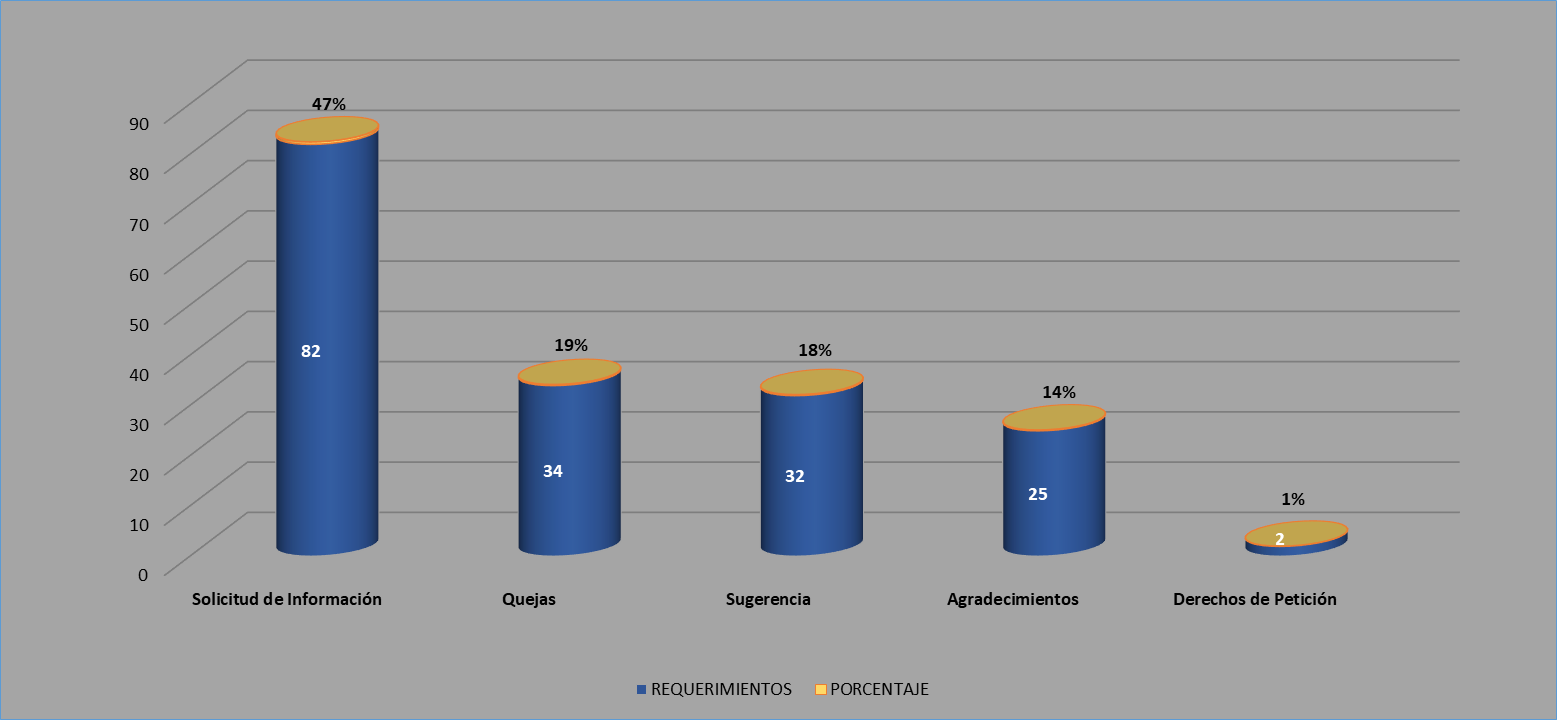 47%
90
80
70
60
50
40
30
20
10
0
82
19%
34
18%
32
14%
25
1%
2
Solicitud de Información
Quejas
Sugerencia
Agradecimientos
Derechos de Petición
REQUERIMIENTOS
PORCENTAJE